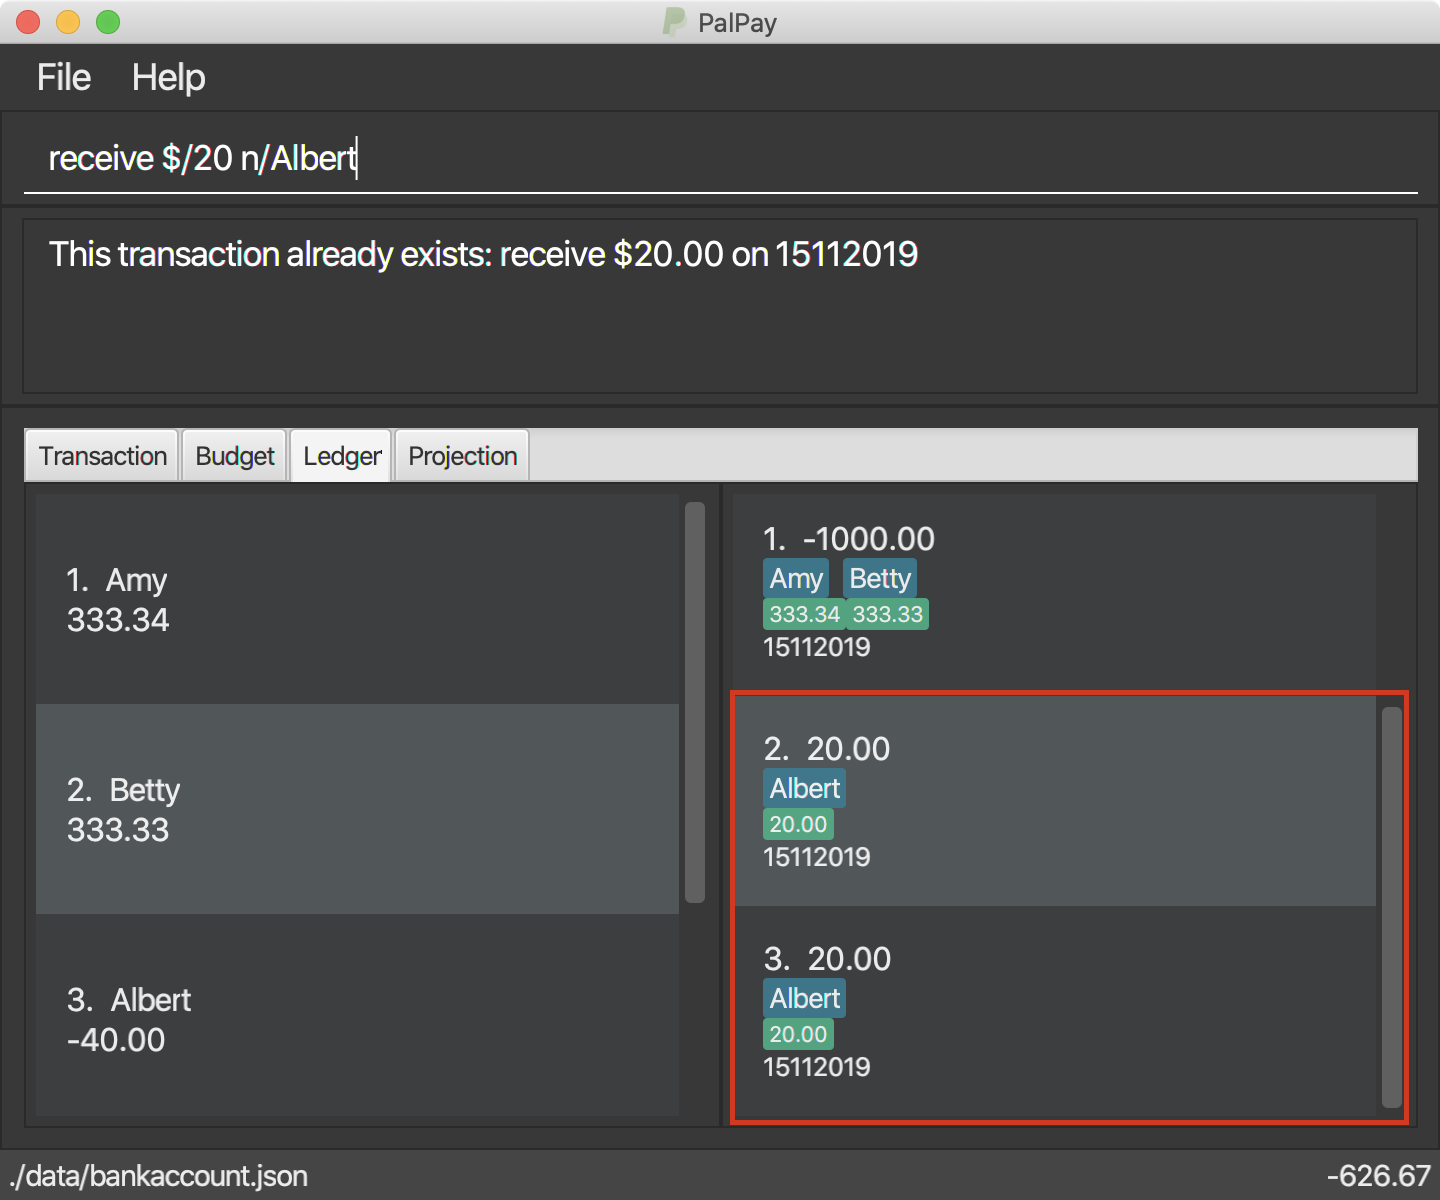 PalPay
File Help
receive $/20 n/Albert
This transaction already exists: receive $20.00 on 15112019
Transaction Budget Ledger Projection
1. Amy
333.34
2. Betty
333.33
3. Albert
-40.00
1. -1000.00
Amy Betty
333.34 333.33
15112019
2. 20.00
Albert
20.00
15112019
3. 20.00
Albert
20.00
15112019
./data/bankaccount.json -626.67